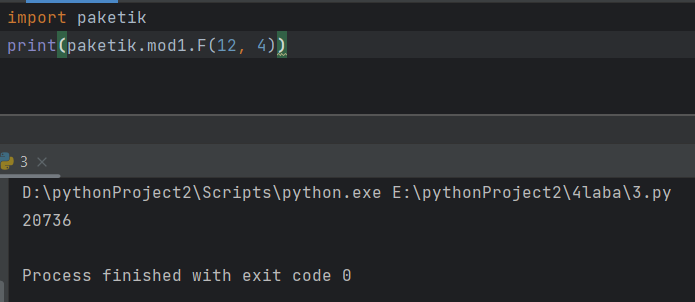 import paketik
print(paketik.mod1.F(12, 4))
3
D:\pythonProject2\Scripts\python.exe E:\pythonProject2\4laba\3.py
20736
Process finished with exit code 0